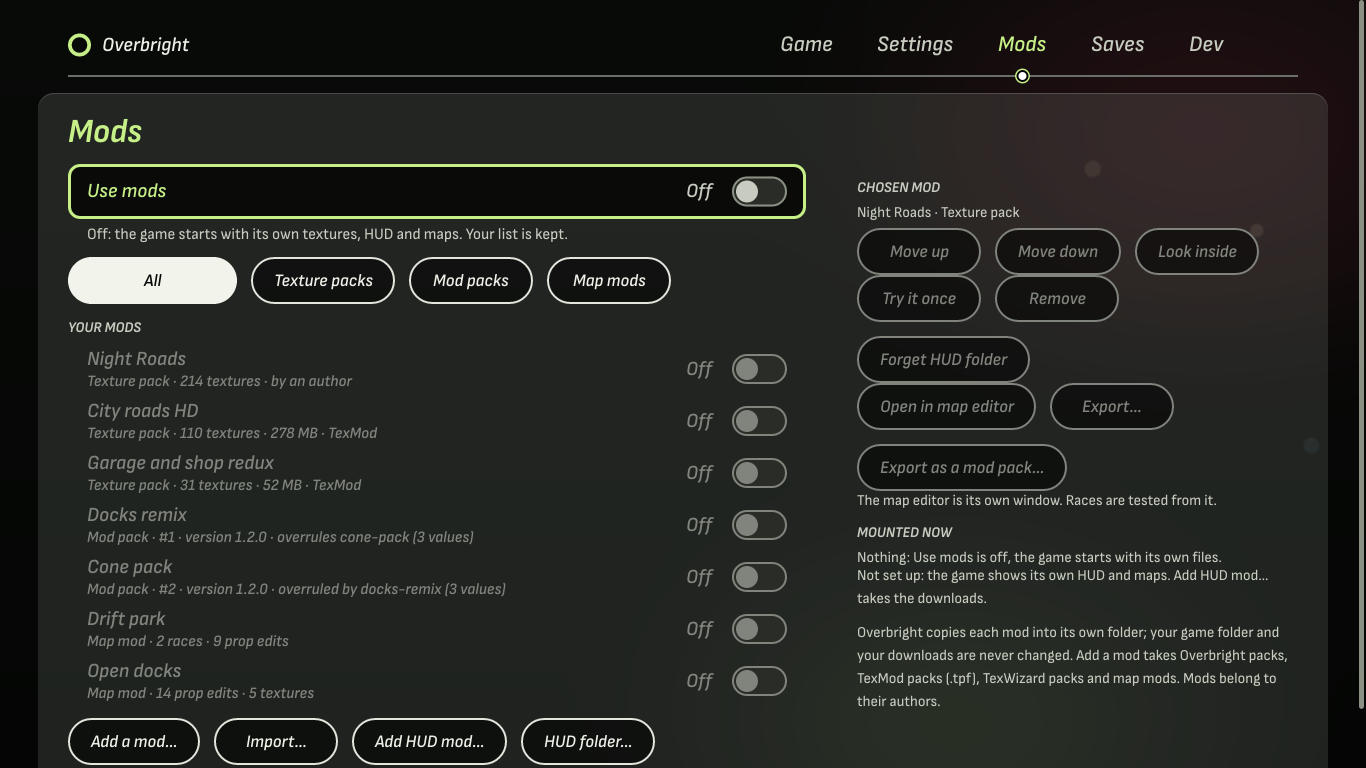 Overbright
Game
Settings
Mods
Saves
Dev
Mods
Use mods
Off
Off: the game starts with its own textures, HUD and maps. Your list is kept.
All
Texture packs
Mod packs
Map mods
YOUR MODS
Night Roads
Off
Texture pack · 214 textures · by an author
City roads HD
Off
Texture pack · 110 textures · 278 MB · TexMod
Garage and shop redux
Off
Texture pack · 31 textures · 52 MB · TexMod
Docks remix
Off
Mod pack · #1 · version 1.2.0 · overrules cone-pack (3 values)
Cone pack
Off
Mod pack · #2 · version 1.2.0 · overruled by docks-remix (3 values)
Drift park
Off
Map mod · 2 races · 9 prop edits
Open docks
Off
Map mod · 14 prop edits · 5 textures
Add a mod...
Import...
Add HUD mod...
HUD folder...
CHOSEN MOD
Night Roads · Texture pack
Move up
Move down
Look inside
Try it once
Remove
Forget HUD folder
Open in map editor
Export...
Export as a mod pack...
The map editor is its own window. Races are tested from it.
MOUNTED NOW
Nothing: Use mods is off, the game starts with its own files.
Not set up: the game shows its own HUD and maps. Add HUD mod...
takes the downloads.
Overbright copies each mod into its own folder; your game folder and
your downloads are never changed. Add a mod takes Overbright packs,
TexMod packs (.tpf), TexWizard packs and map mods. Mods belong to
their authors.